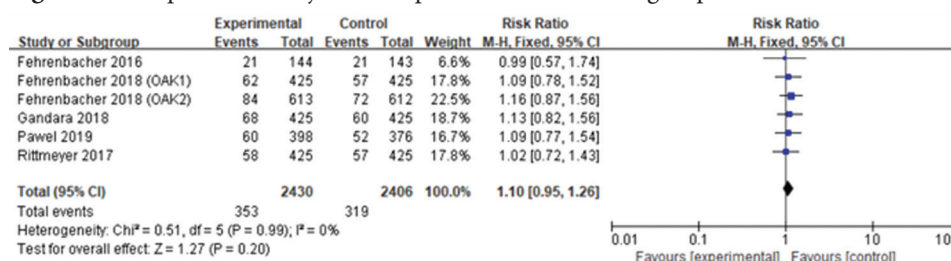 Experimental Control Risk Ratio Risk Ratio
Study or Subgroup Events Total Events Total Weight M-H, Fixed, 95% CI M-H, Fixed, 95% CI
Fehrenbacher 2016 21 144 21 143 6.6% 0.99 [0.57, 1.74]
Fehrenbacher 2018 (OAK1) 62 425 57 425 17.8% 1.09 [0.78, 1.52]
Fehrenbacher 2018 (OAK2) 84 613 72 612 22.5% 1.16 [0.87, 1.56]
Gandara 2018 68 425 60 425 18.7% 1.13 [0.82, 1.56]
Pawel 2019 60 398 52 376 16.7% 1.09 [0.77, 1.54]
Rittmeyer 2017 58 425 57 425 17.8% 1.02 [0.72, 1.43]
Total (95% CI) 2430 2406 100.0% 1.10 [0.95, 1.26]
Total events 353 319
Heterogeneity: Chi² = 0.51, df = 5 (P = 0.99); I² = 0%
Test for overall effect: Z = 1.27 (P = 0.20)
0.01 0.1 1 10
Favours [experimental] Favours [control]